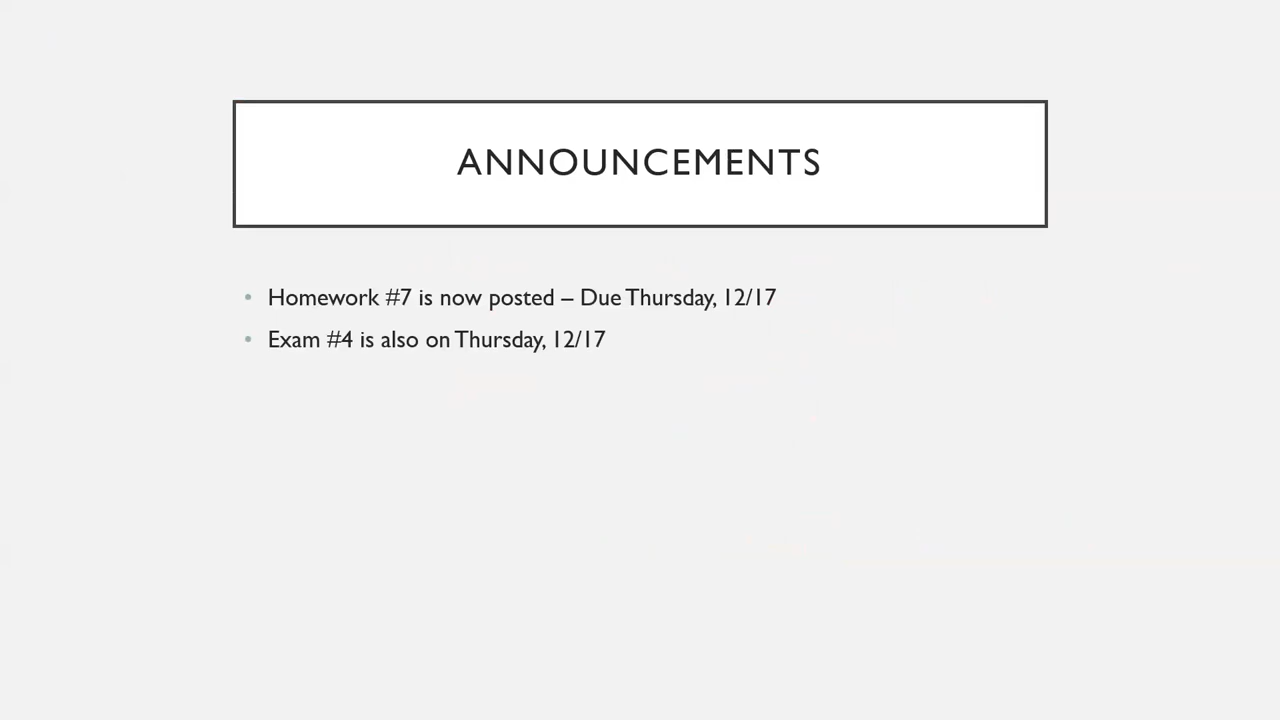 ANNOUNCEMENTS
• Homework #7 is now posted – Due Thursday, 12/17
• Exam #4 is also on Thursday, 12/17